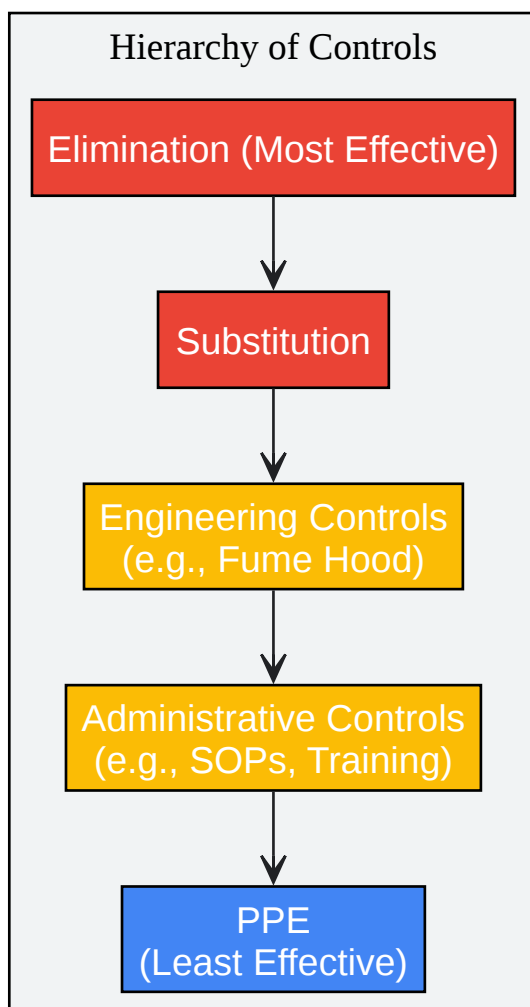 Hierarchy of Controls
Elimination (Most Effective)
Substitution
Engineering Controls
(e.g., Fume Hood)
Administrative Controls
(e.g., SOPs, Training)
PPE
(Least Effective)